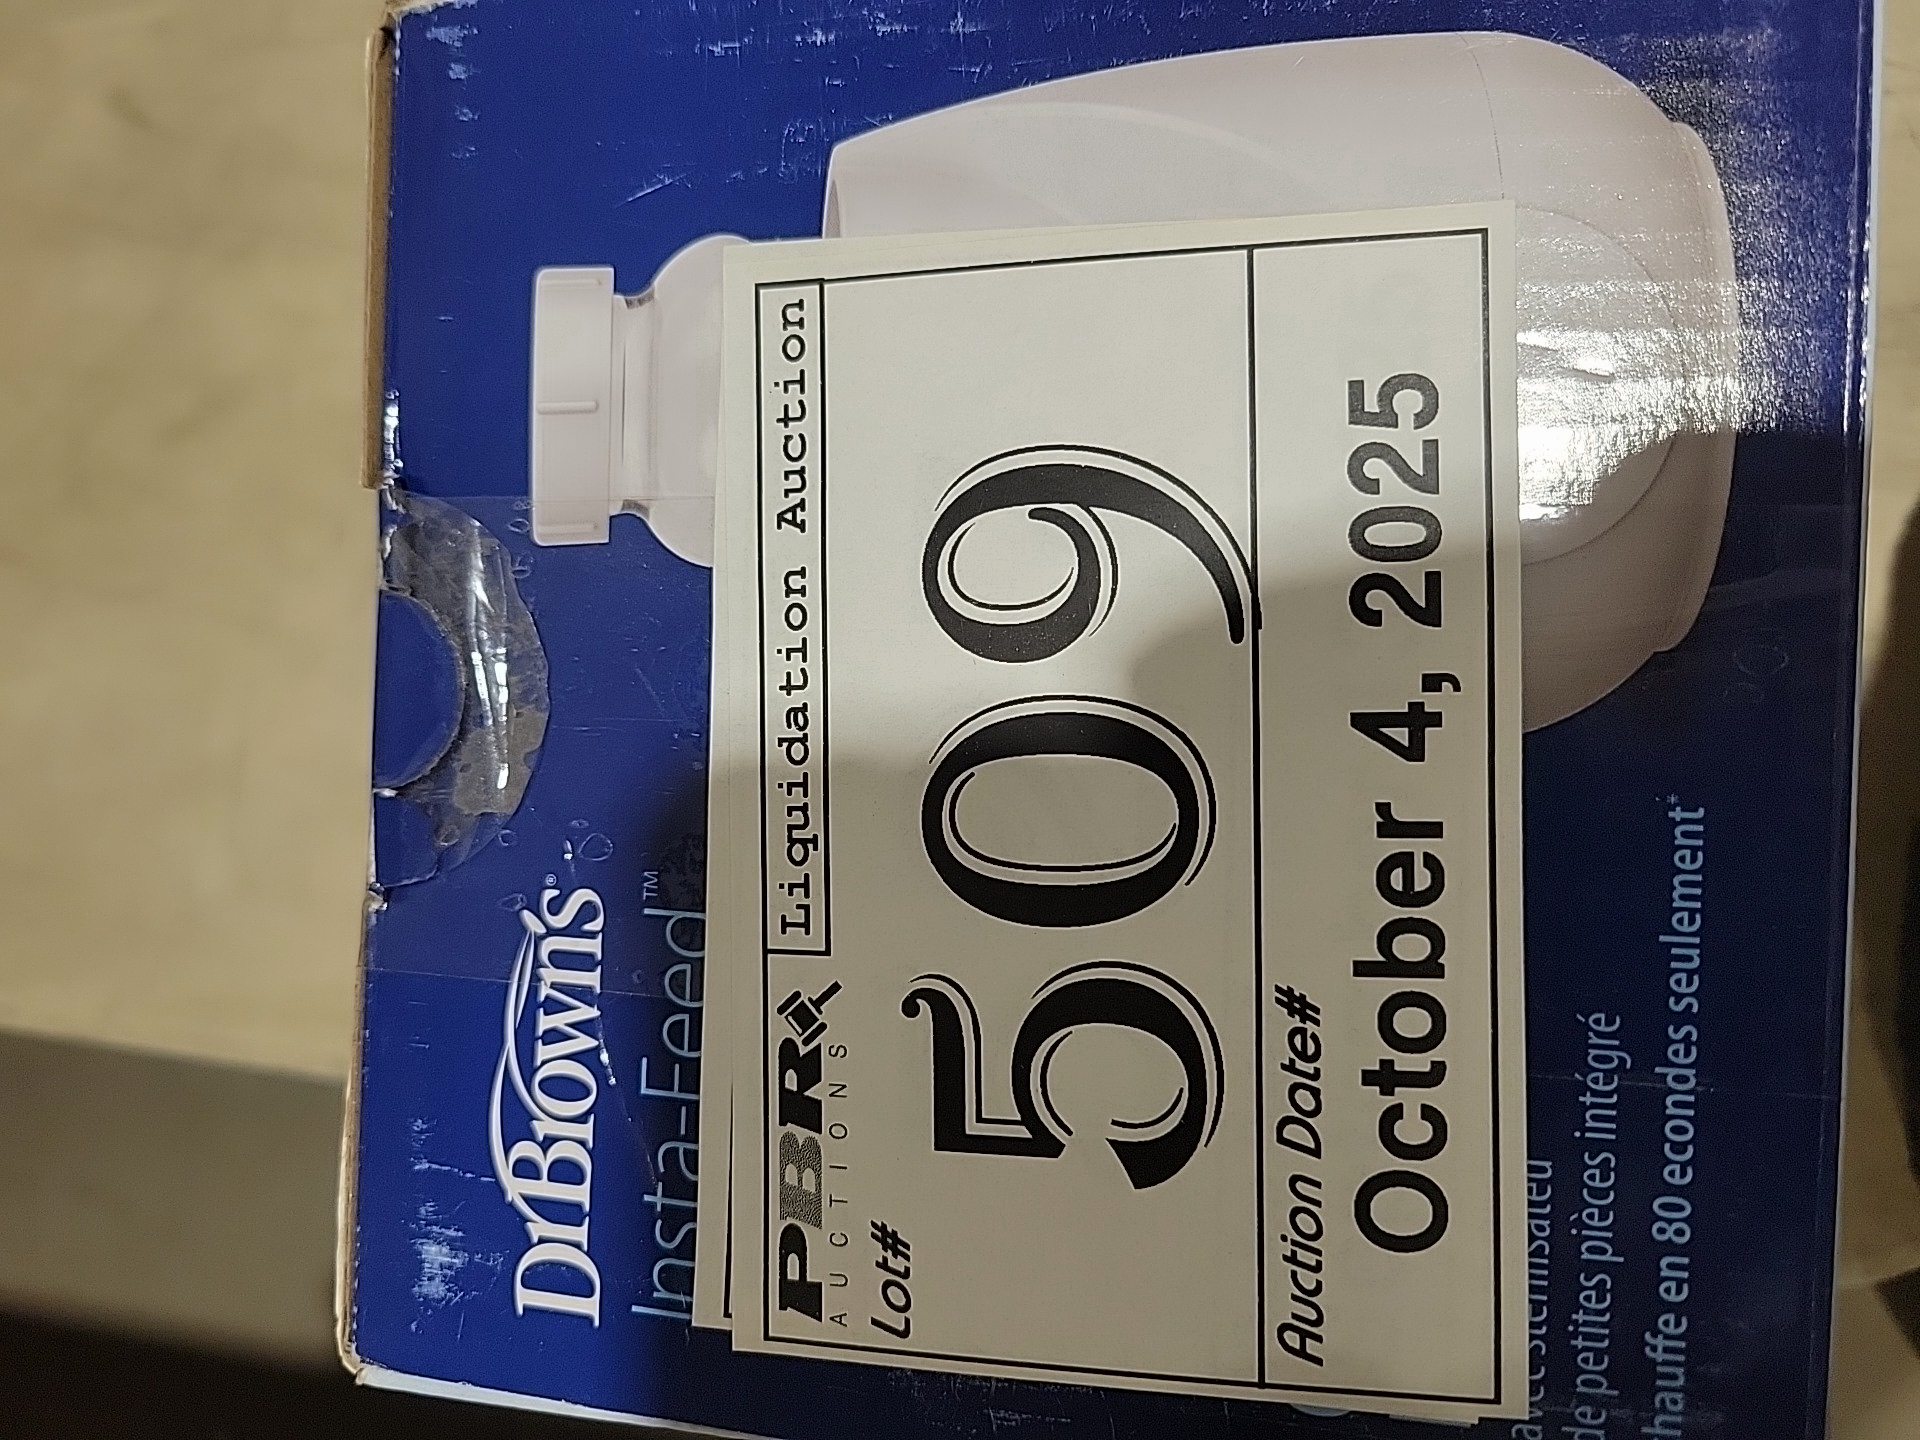 Dr Brown's®
Insta-Feed™
PBR
AUCTIONS
Liquidation Auction
Lot#
509
Auction Date#
October 4, 2025
de petites pièces intégré
chauffe en 80 econdes seulement*